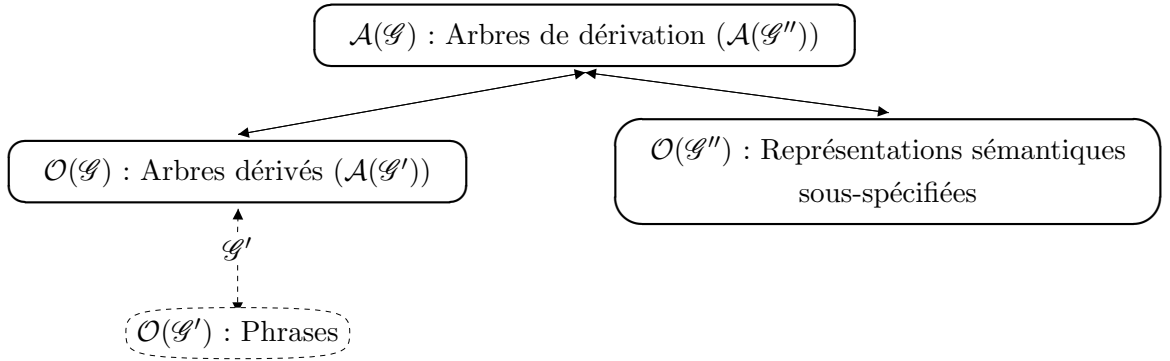 𝒜(𝒢) : Arbres de dérivation (𝒜(𝒢′′))
𝒪(𝒢) : Arbres dérivés (𝒜(𝒢′))
𝒪(𝒢′′) : Représentations sémantiques
sous-spécifiées
𝒢′
𝒪(𝒢′) : Phrases